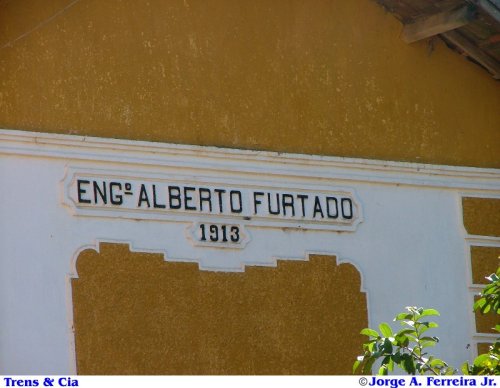 ENGº ALBERTO FURTADO
1913
Trens & Cia ©Jorge A. Ferreira Jr.